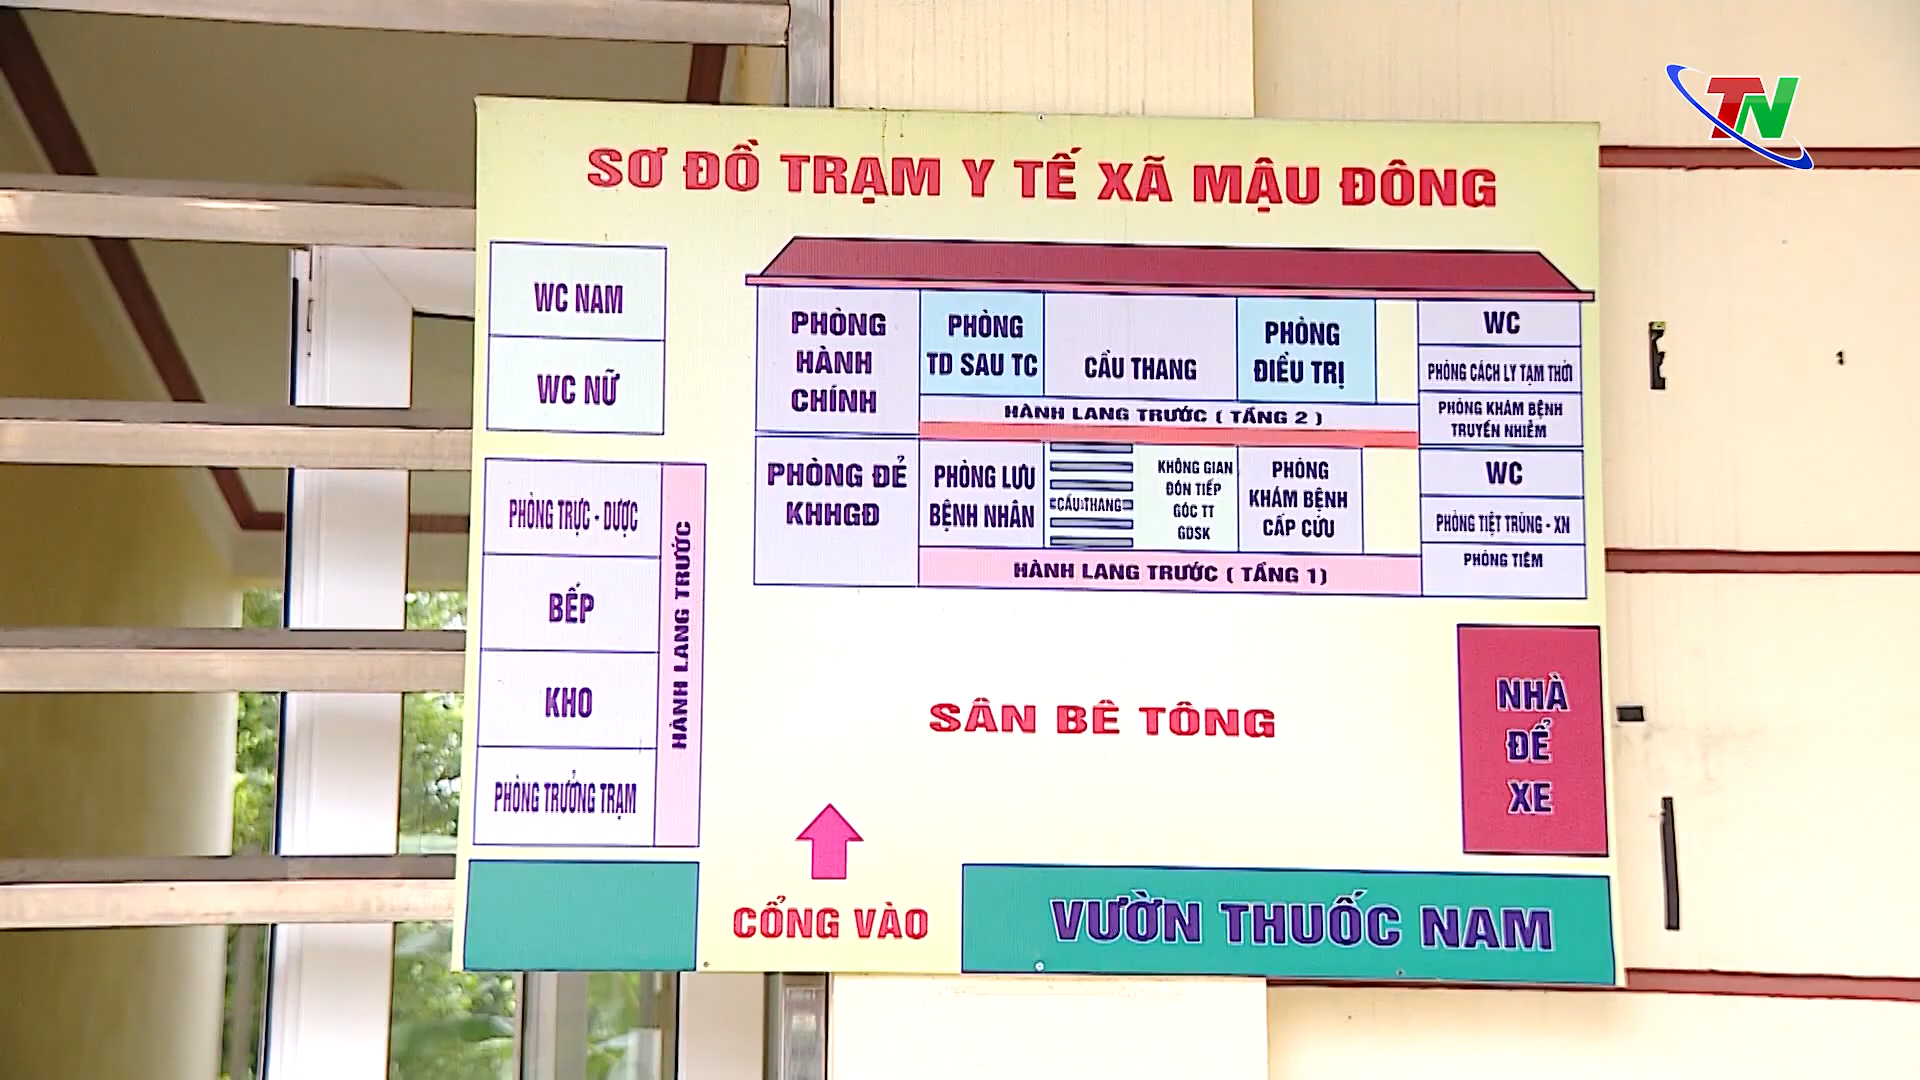 TN
SƠ ĐỒ TRẠM Y TẾ XÃ MẬU ĐÔNG
WC NAM
WC NỮ
PHÒNG TRỰC - DƯỢC
BẾP
KHO
PHÒNG TRƯỞNG TRẠM
HÀNH LANG TRƯỚC
PHÒNG
HÀNH
CHÍNH
PHÒNG
TD SAU TC
CẦU THANG
PHÒNG
ĐIỀU TRỊ
WC
PHÒNG CÁCH LY TẠM THỜI
PHÒNG KHÁM BỆNH
TRUYỀN NHIỄM
HÀNH LANG TRƯỚC ( TẦNG 2 )
PHÒNG ĐẺ
KHHGĐ
PHÒNG LƯU
BỆNH NHÂN
CẦU THANG
KHÔNG GIAN
ĐÓN TIẾP
GÓC TT
GDSK
PHÒNG
KHÁM BỆNH
CẤP CỨU
WC
PHÒNG TIỆT TRÙNG - XN
PHÒNG TIÊM
HÀNH LANG TRƯỚC ( TẦNG 1 )
SÂN BÊ TÔNG
NHÀ
ĐỂ
XE
CỔNG VÀO
VƯỜN THUỐC NAM